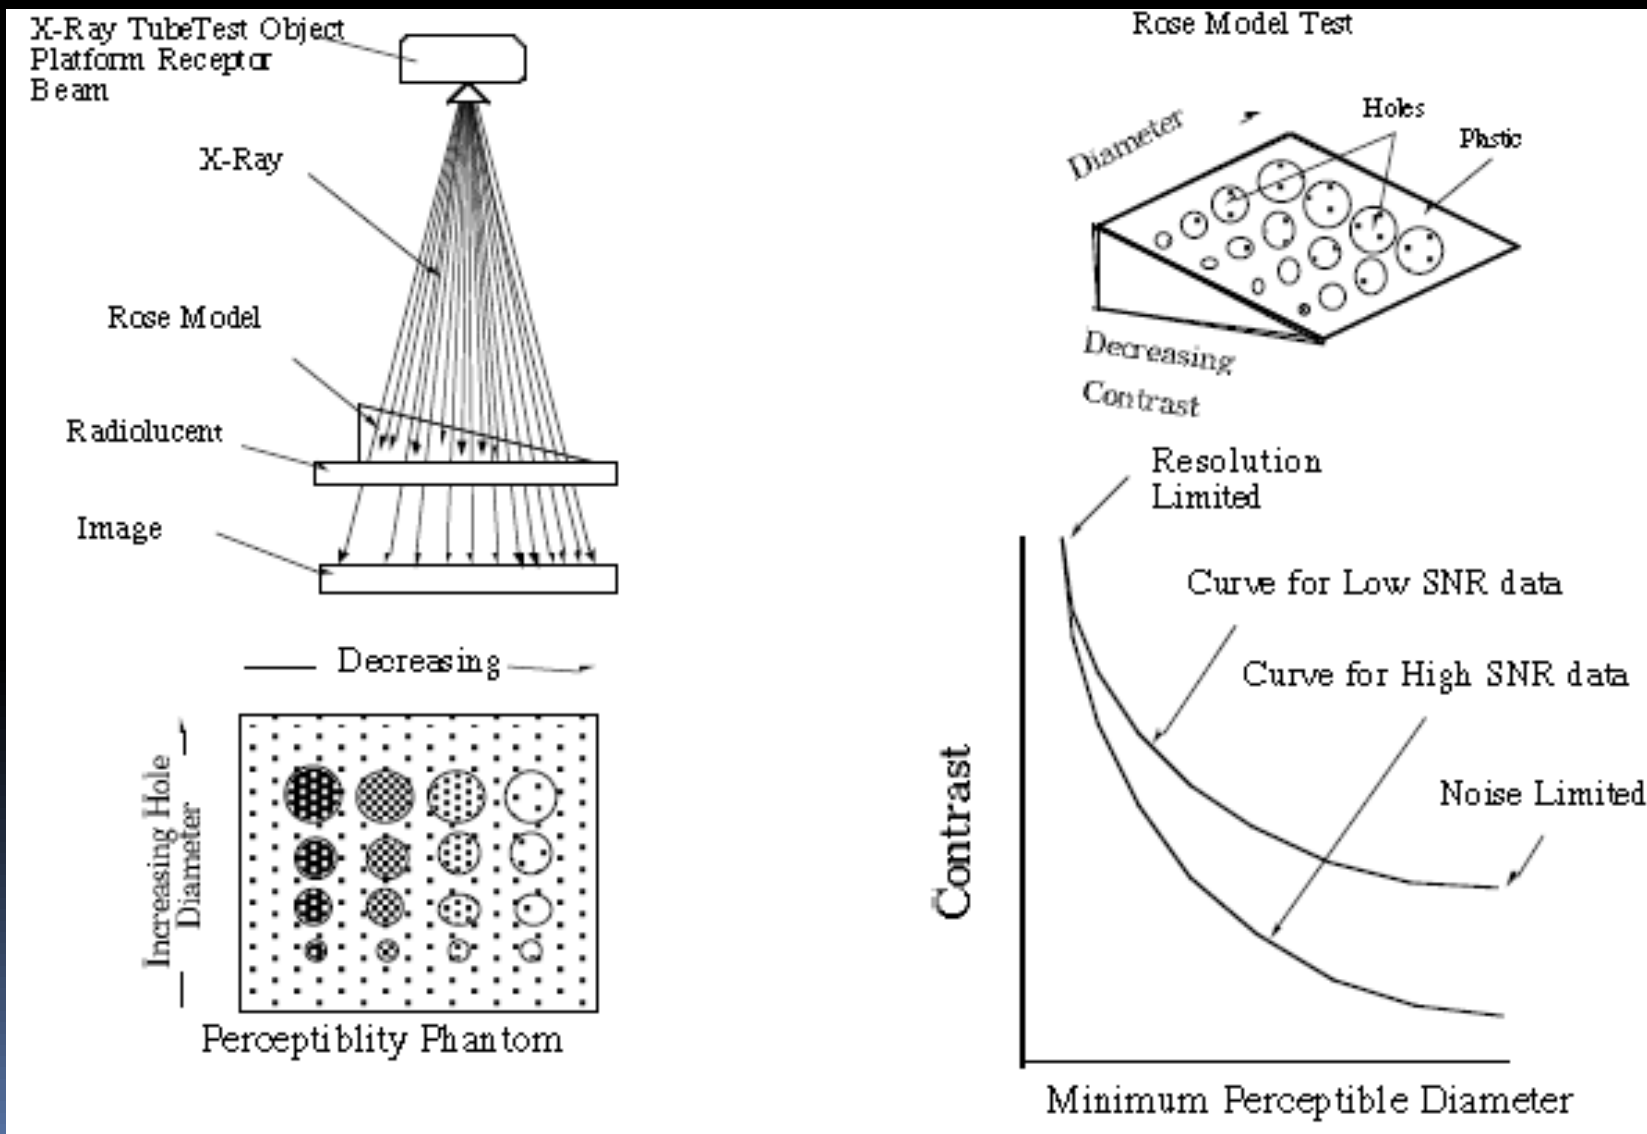 X-Ray TubeTest Object
Platform Receptor
Beam
X-Ray
Rose Model
Radiolucent
Image
Decreasing
Increasing Hole
Diameter
Perceptiblity Phantom
Rose Model Test
Diameter
Holes
Plastic
Decreasing
Contrast
Resolution
Limited
Curve for Low SNR data
Curve for High SNR data
Noise Limited
Contrast
Minimum Perceptible Diameter